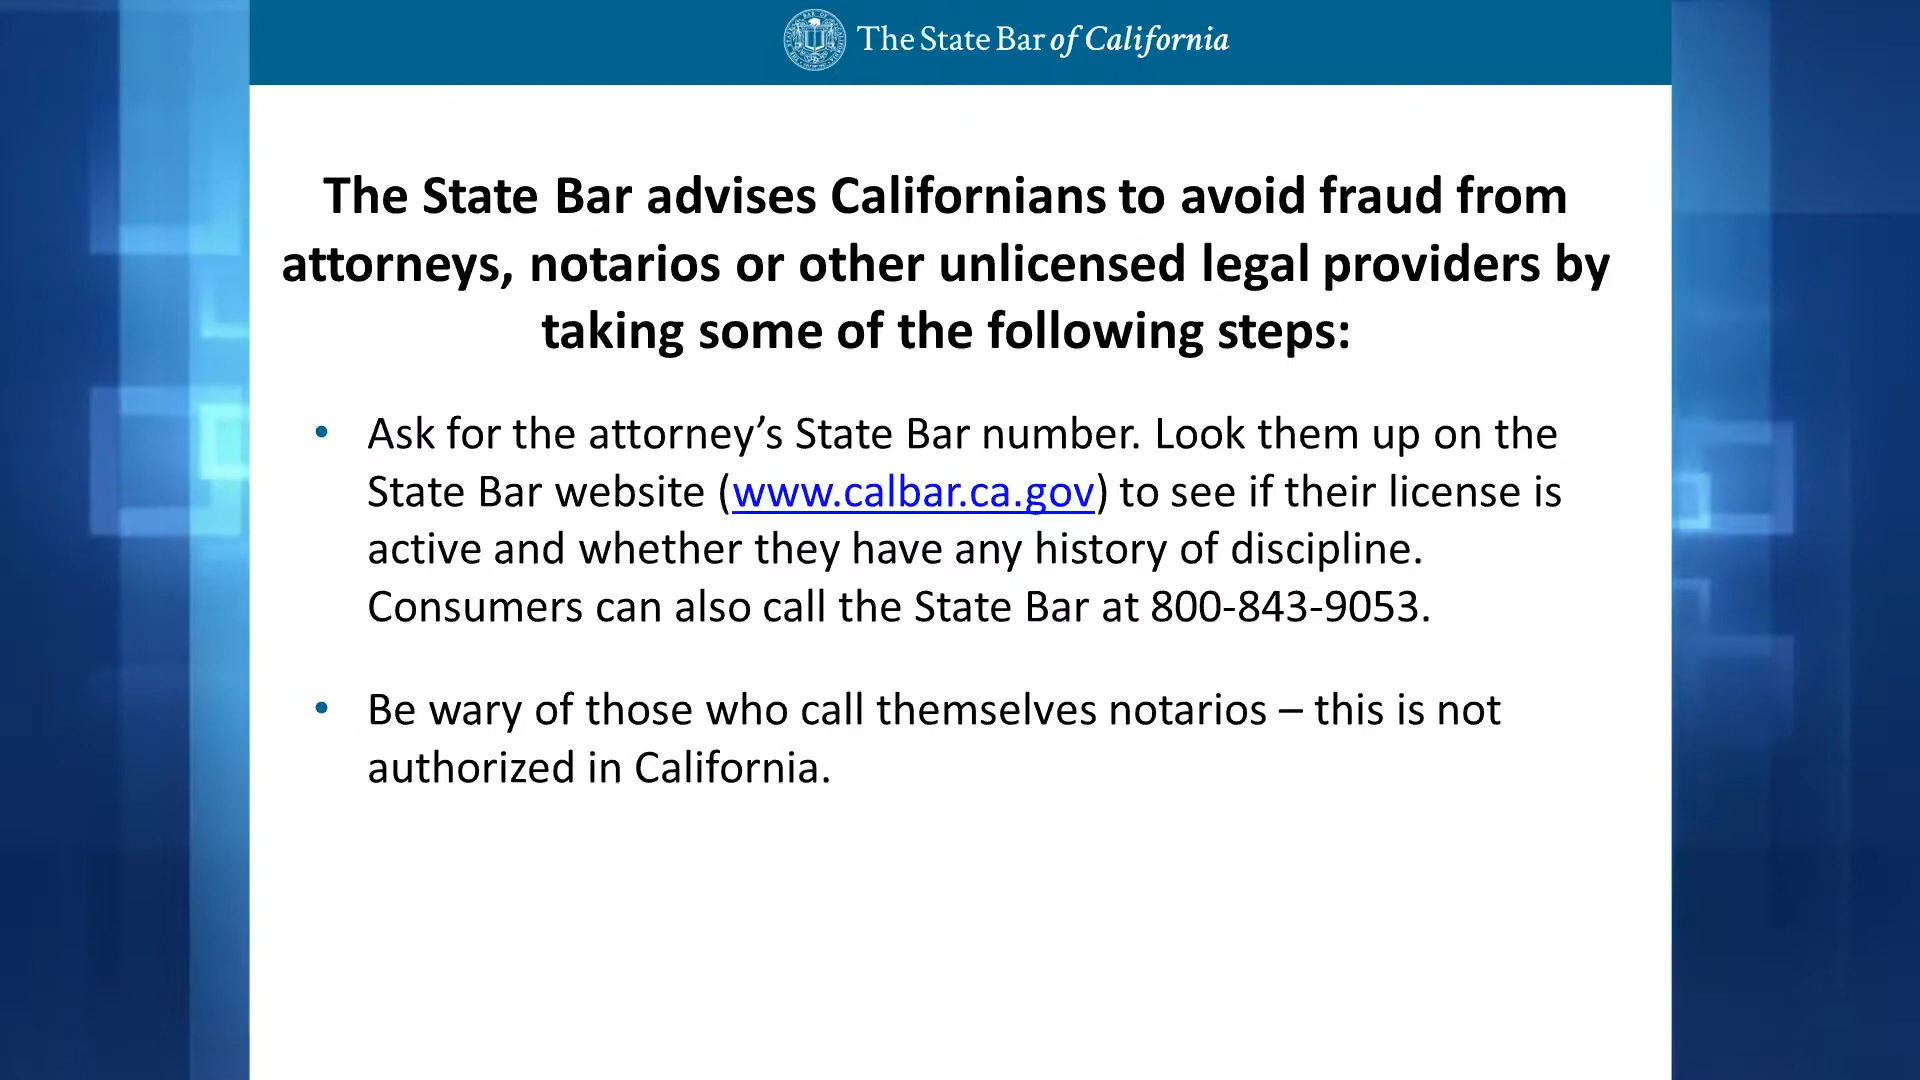 The State Bar of California
The State Bar advises Californians to avoid fraud from
attorneys, notarios or other unlicensed legal providers by
taking some of the following steps:
• Ask for the attorney’s State Bar number. Look them up on the
State Bar website (www.calbar.ca.gov) to see if their license is
active and whether they have any history of discipline.
Consumers can also call the State Bar at 800-843-9053.
• Be wary of those who call themselves notarios – this is not
authorized in California.